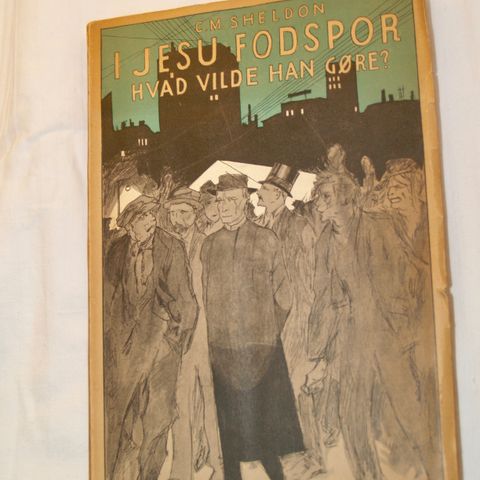 C.M. SHELDON
I JESU FODSPOR
HVAD VILDE HAN GØRE?